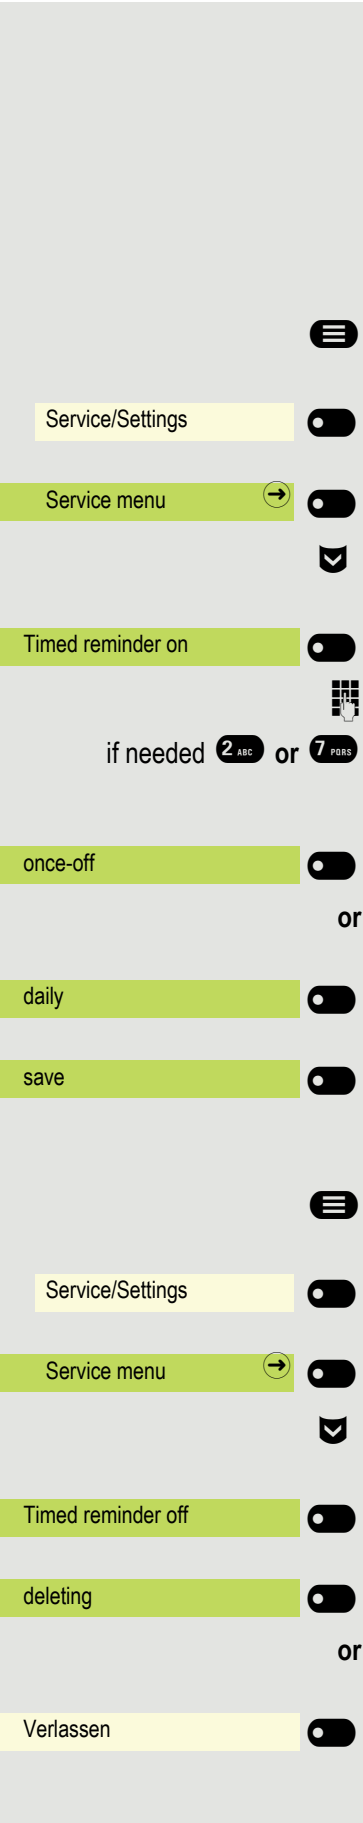 Service/Settings
Service menu
Timed reminder on
if needed 2 ABC or 7 PQRS
once-off
or
daily
save
Service/Settings
Service menu
Timed reminder off
deleting
or
Verlassen